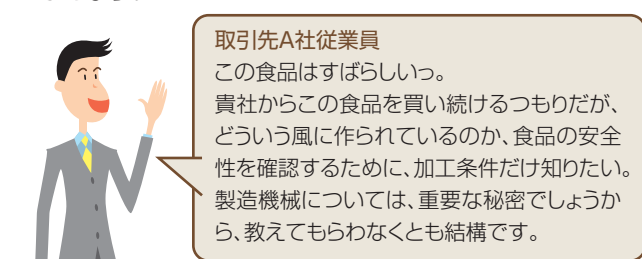 取引先A社従業員
この食品はすばらしいっ。
貴社からこの食品を買い続けるつもりだが、
どういう風に作られているのか、食品の安全
性を確認するために、加工条件だけ知りたい。
製造機械については、重要な秘密でしょうか
ら、教えてもらわなくとも結構です。